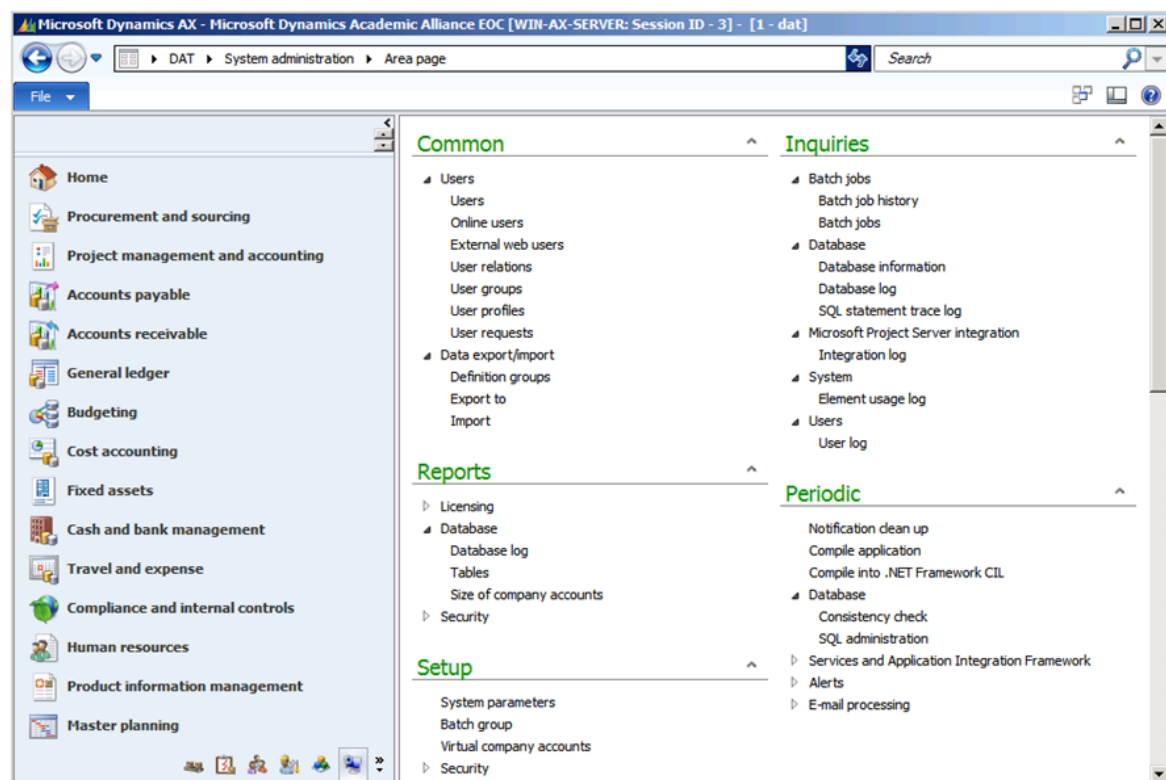 Microsoft Dynamics AX - Microsoft Dynamics Academic Alliance EOC [WIN-AX-SERVER: Session ID - 3] - [1 - dat]
DAT System administration Area page
Search
File
Home
Procurement and sourcing
Project management and accounting
Accounts payable
Accounts receivable
General ledger
Budgeting
Cost accounting
Fixed assets
Cash and bank management
Travel and expense
Compliance and internal controls
Human resources
Product information management
Master planning
Common
Users
Users
Online users
External web users
User relations
User groups
User profiles
User requests
Data export/import
Definition groups
Export to
Import
Reports
Licensing
Database
Database log
Tables
Size of company accounts
Security
Setup
System parameters
Batch group
Virtual company accounts
Security
Inquiries
Batch jobs
Batch job history
Batch jobs
Database
Database information
Database log
SQL statement trace log
Microsoft Project Server integration
Integration log
System
Element usage log
Users
User log
Periodic
Notification clean up
Compile application
Compile into .NET Framework CIL
Database
Consistency check
SQL administration
Services and Application Integration Framework
Alerts
E-mail processing